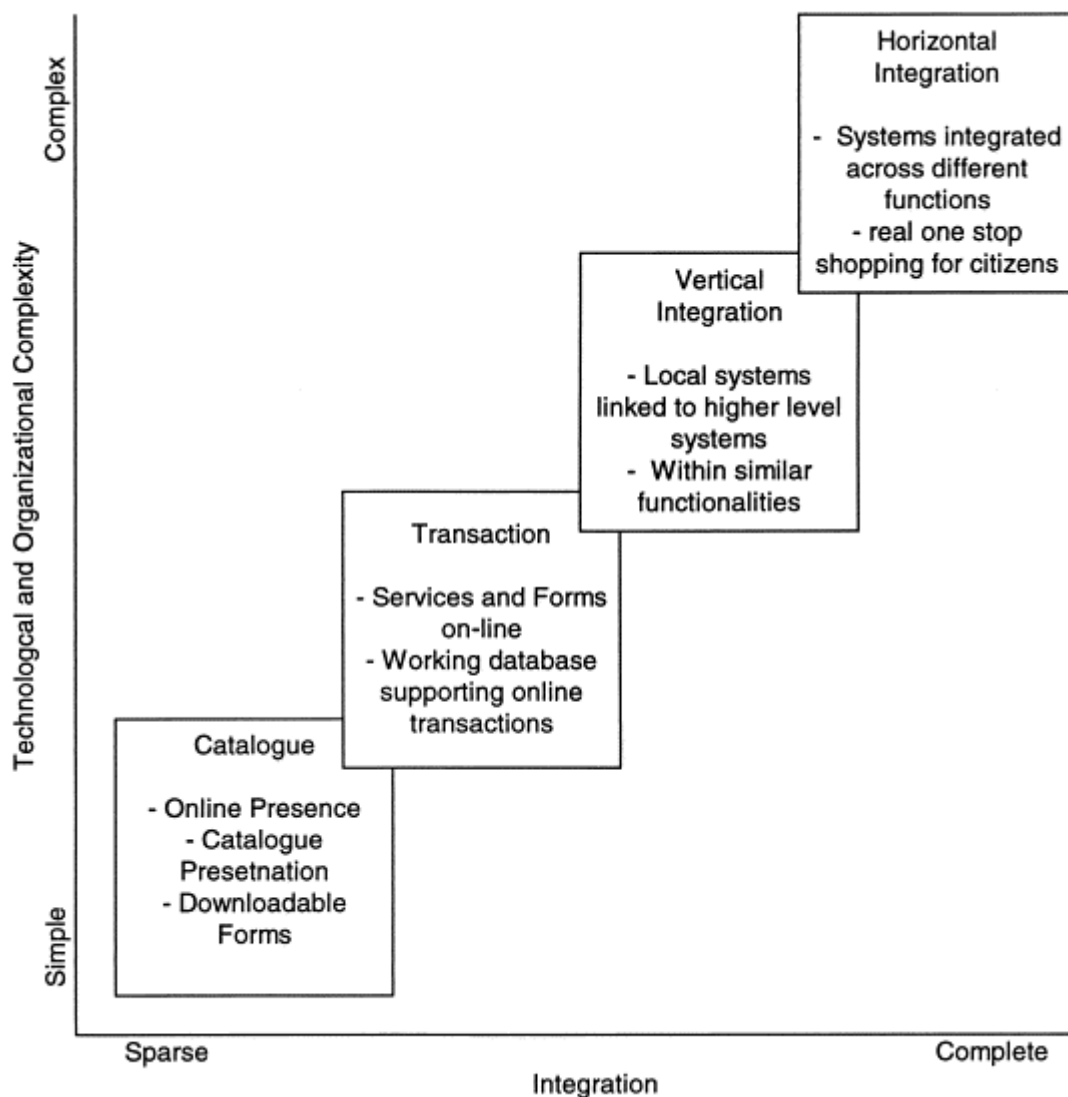 Complex
Technologcal and Organizational Complexity
Simple
Horizontal
Integration
- Systems integrated
across different
functions
- real one stop
shopping for citizens
Vertical
Integration
- Local systems
linked to higher level
systems
- Within similar
functionalities
Transaction
- Services and Forms
on-line
- Working database
supporting online
transactions
Catalogue
- Online Presence
- Catalogue
Presetnation
- Downloadable
Forms
Sparse
Complete
Integration